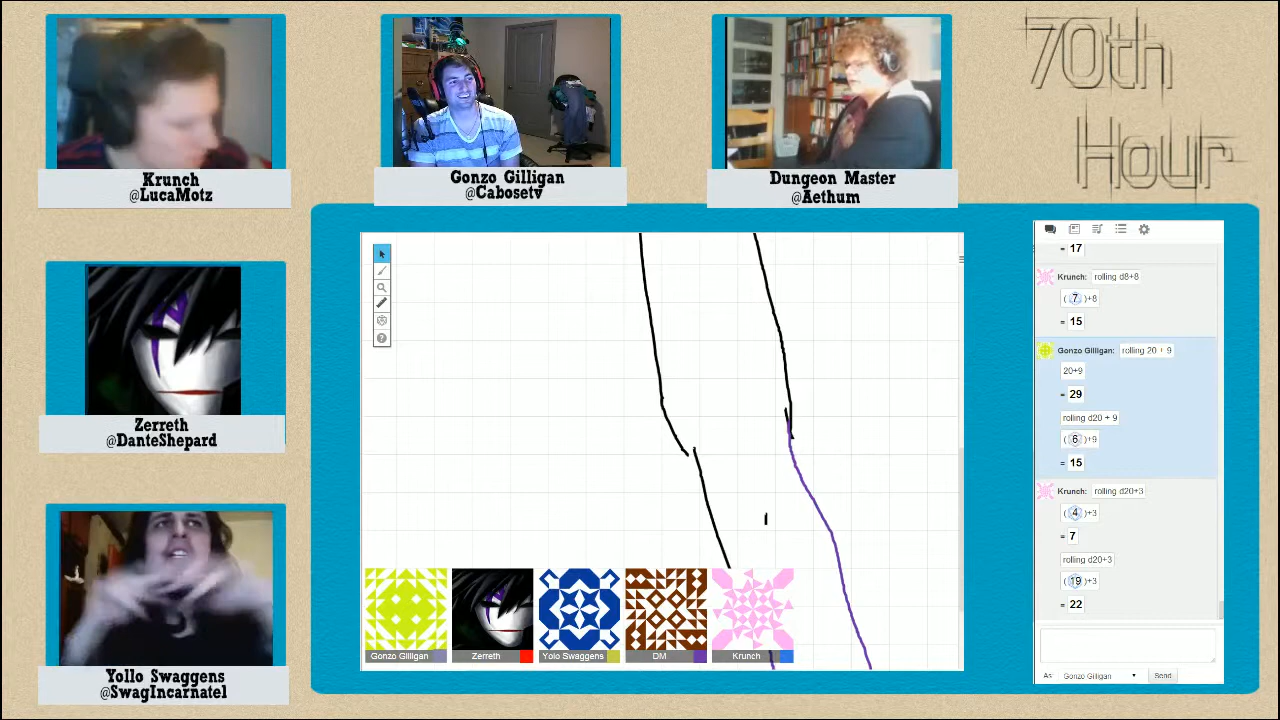 70th
Hour
Krunch
@LucaMotz
Gonzo Gilligan
@Cabosetv
Dungeon Master
@Aethum
Zerreth
@DanteShepard
Yollo Swaggens
@SwagIncarnatel
= 17
Krunch: rolling d8+8
(7)+8
= 15
Gonzo Gilligan: rolling 20 + 9
20+9
= 29
rolling d20 + 9
(6)+9
= 15
Krunch: rolling d20+3
(4)+3
= 7
rolling d20+3
(19)+3
= 22
As: Gonzo Gilligan Send
Gonzo Gilligan
Zerreth
Yolo Swaggens
DM
Krunch